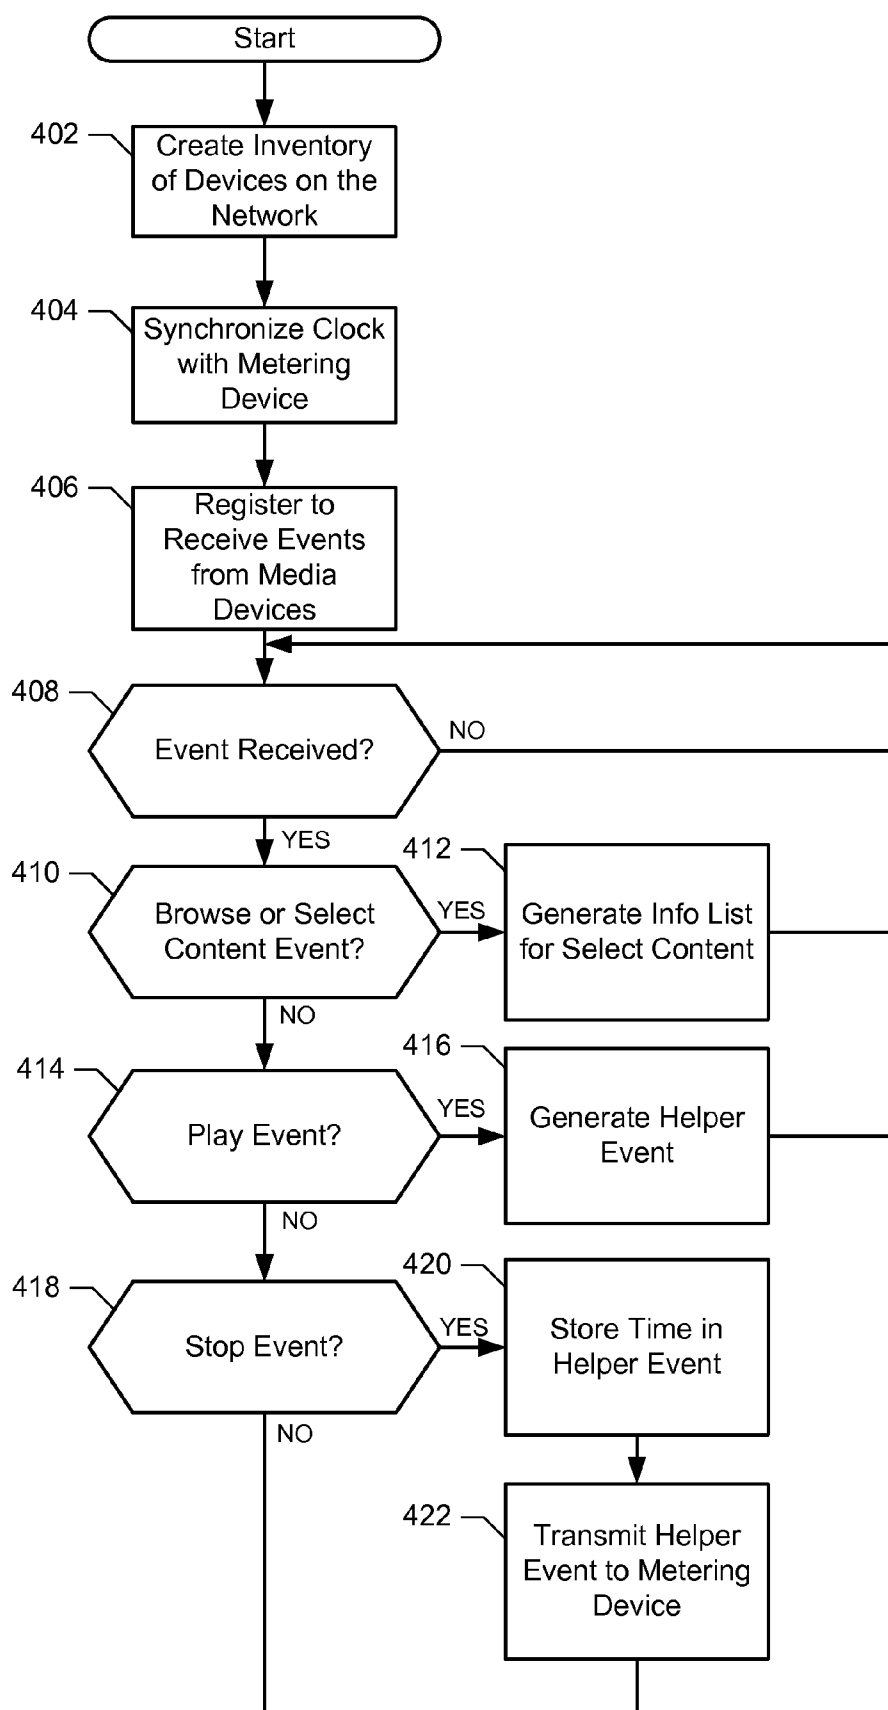 Start
402
Create Inventory
of Devices on the
Network
404
Synchronize Clock
with Metering
Device
406
Register to
Receive Events
from Media
Devices
408
Event Received?
NO
YES
410
Browse or Select
Content Event?
YES
412
Generate Info List
for Select Content
NO
414
Play Event?
YES
416
Generate Helper
Event
NO
418
Stop Event?
YES
420
Store Time in
Helper Event
NO
422
Transmit Helper
Event to Metering
Device